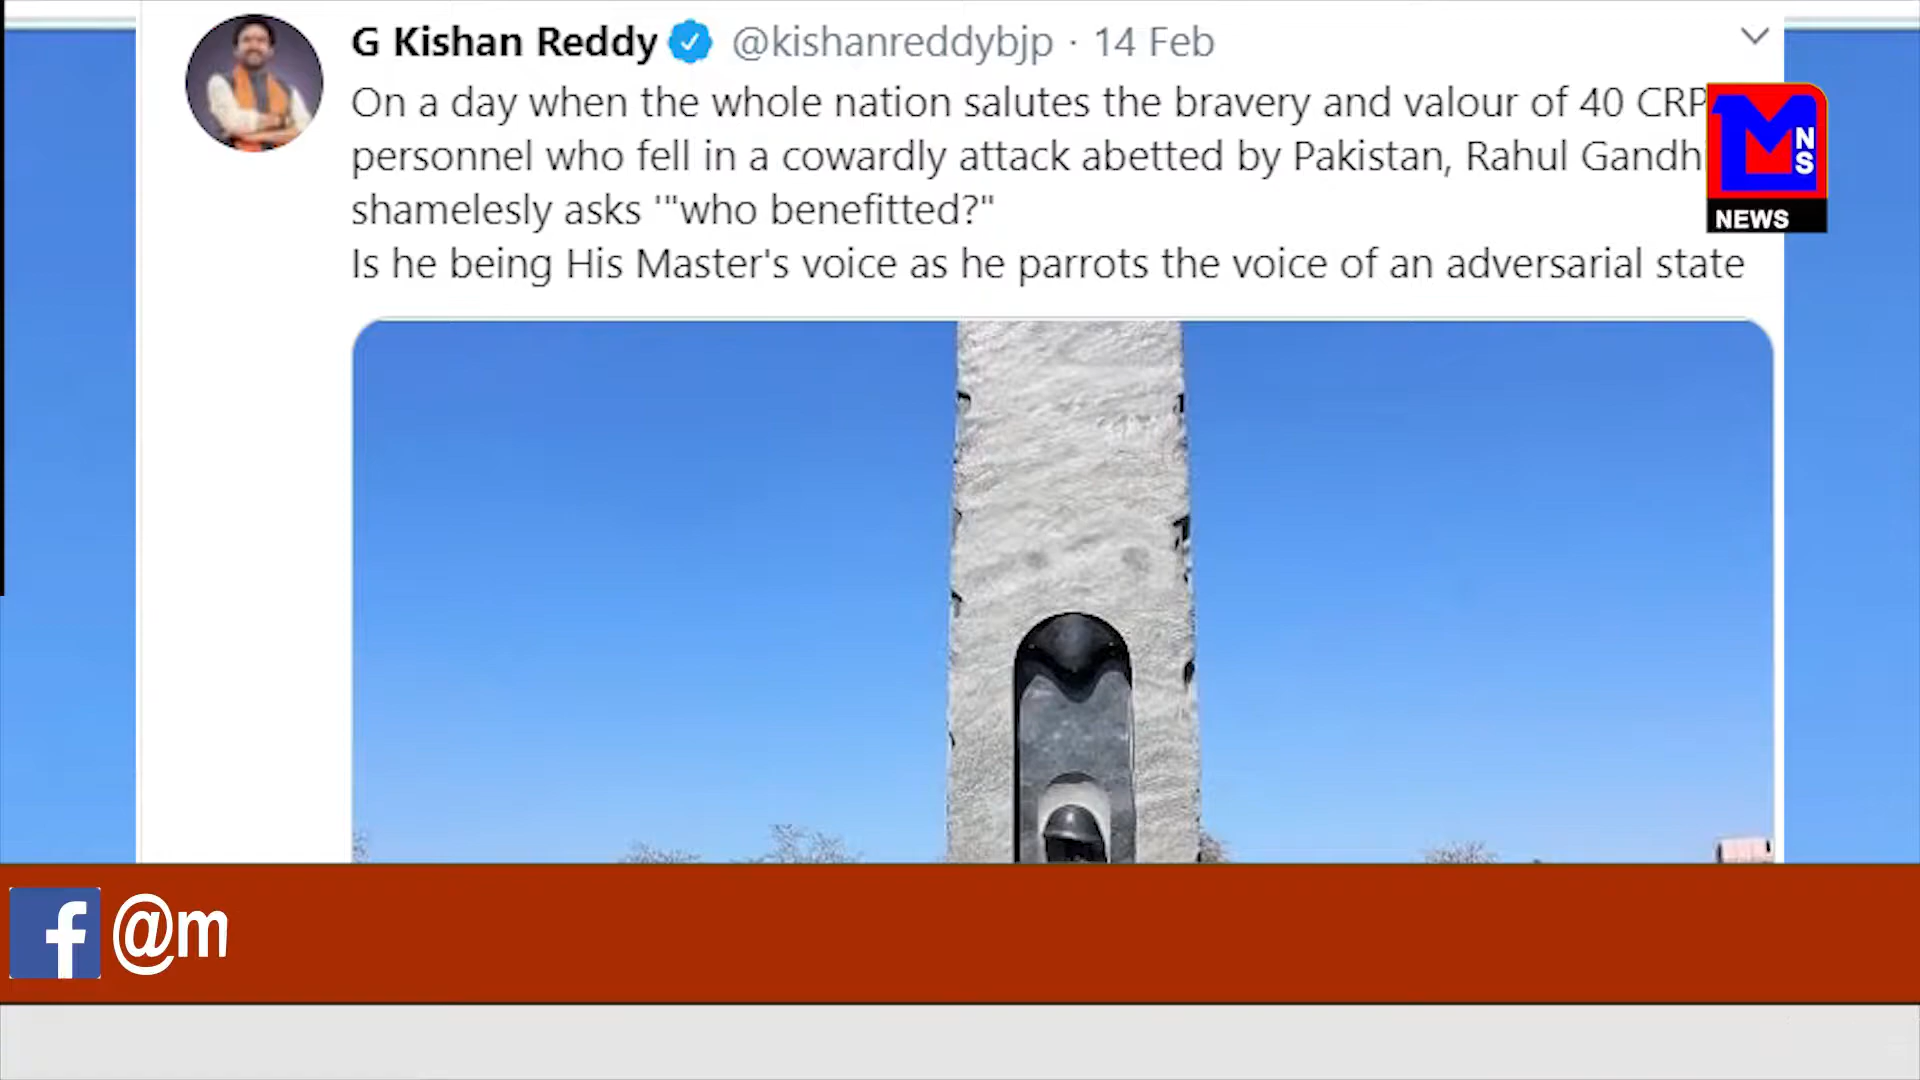 G Kishan Reddy @kishanreddybjp · 14 Feb
On a day when the whole nation salutes the bravery and valour of 40 CRP
personnel who fell in a cowardly attack abetted by Pakistan, Rahul Gandhi
shamelesly asks '"who benefitted?"
Is he being His Master's voice as he parrots the voice of an adversarial state
M NS
NEWS
f @m